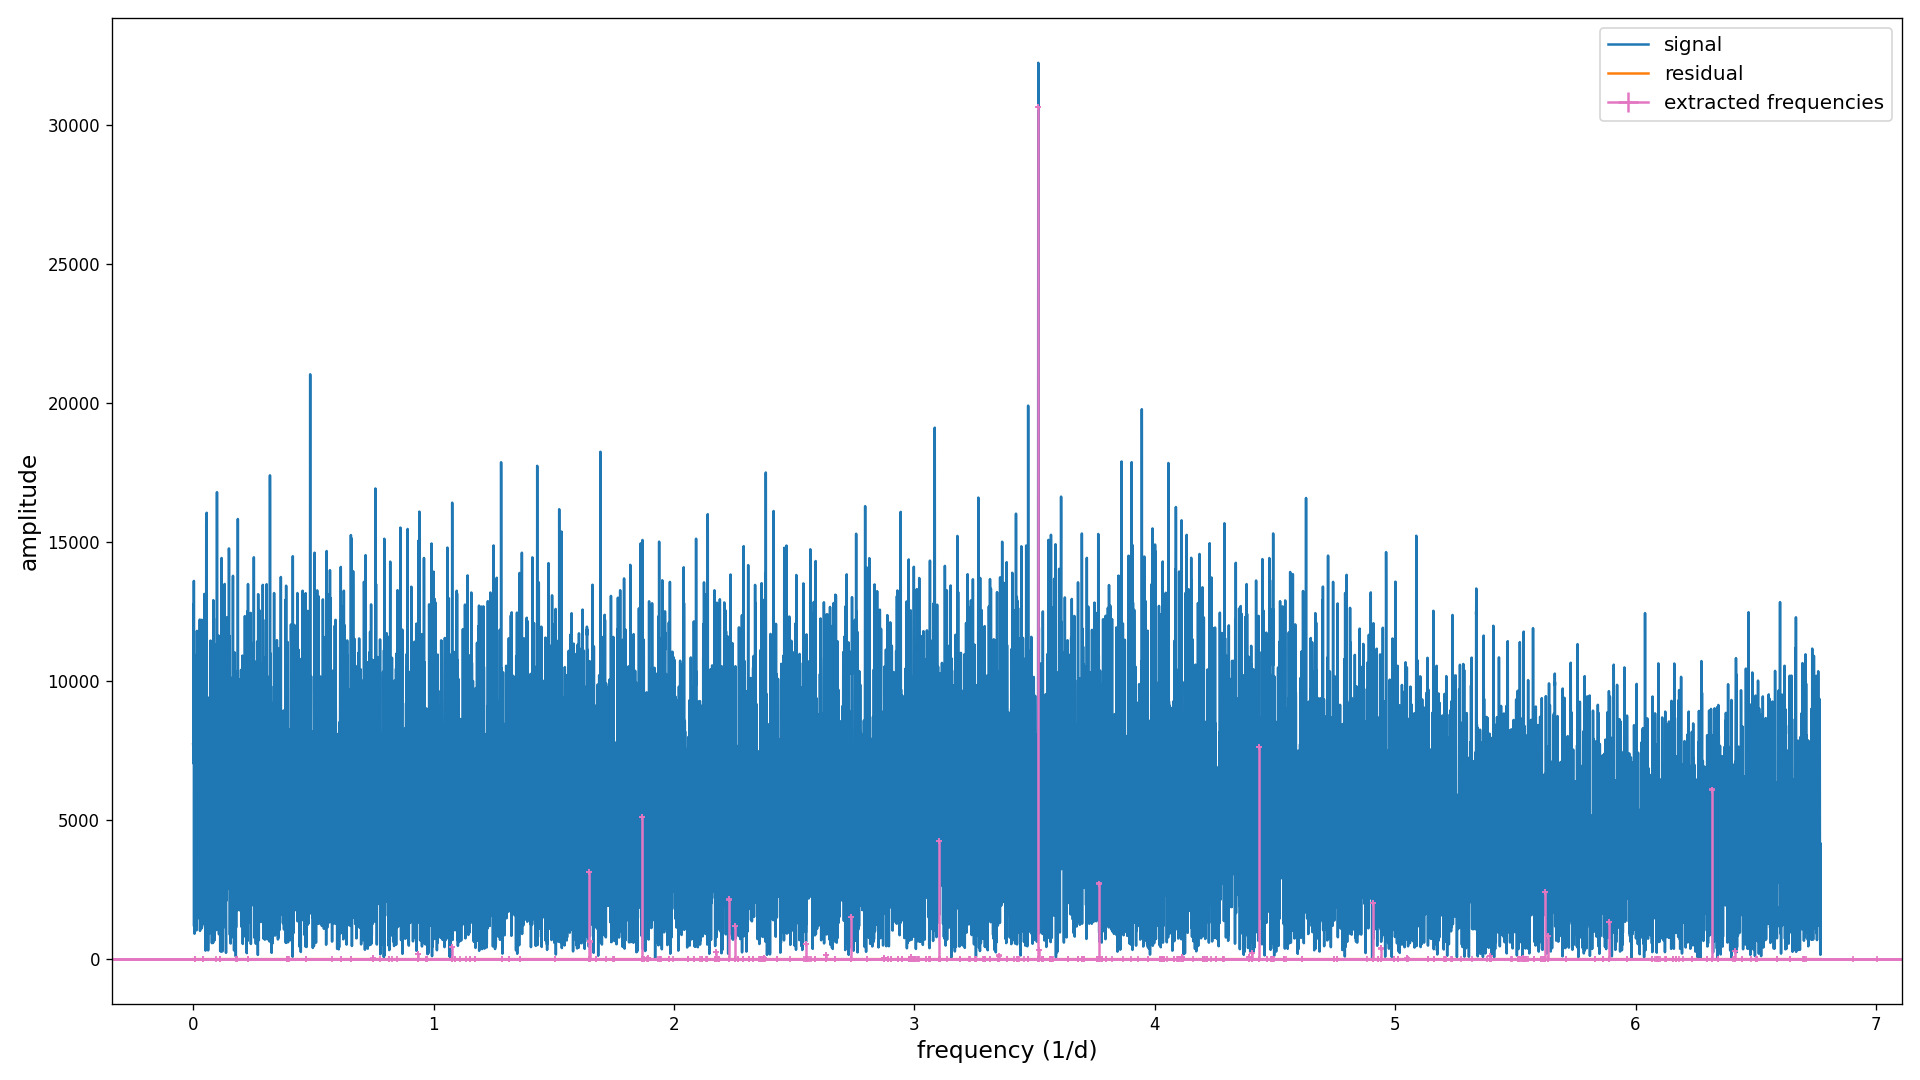 signal
residual
extracted frequencies
30000
25000
20000
15000
10000
5000
0
amplitude
0 1 2 3 4 5 6 7
frequency (1/d)